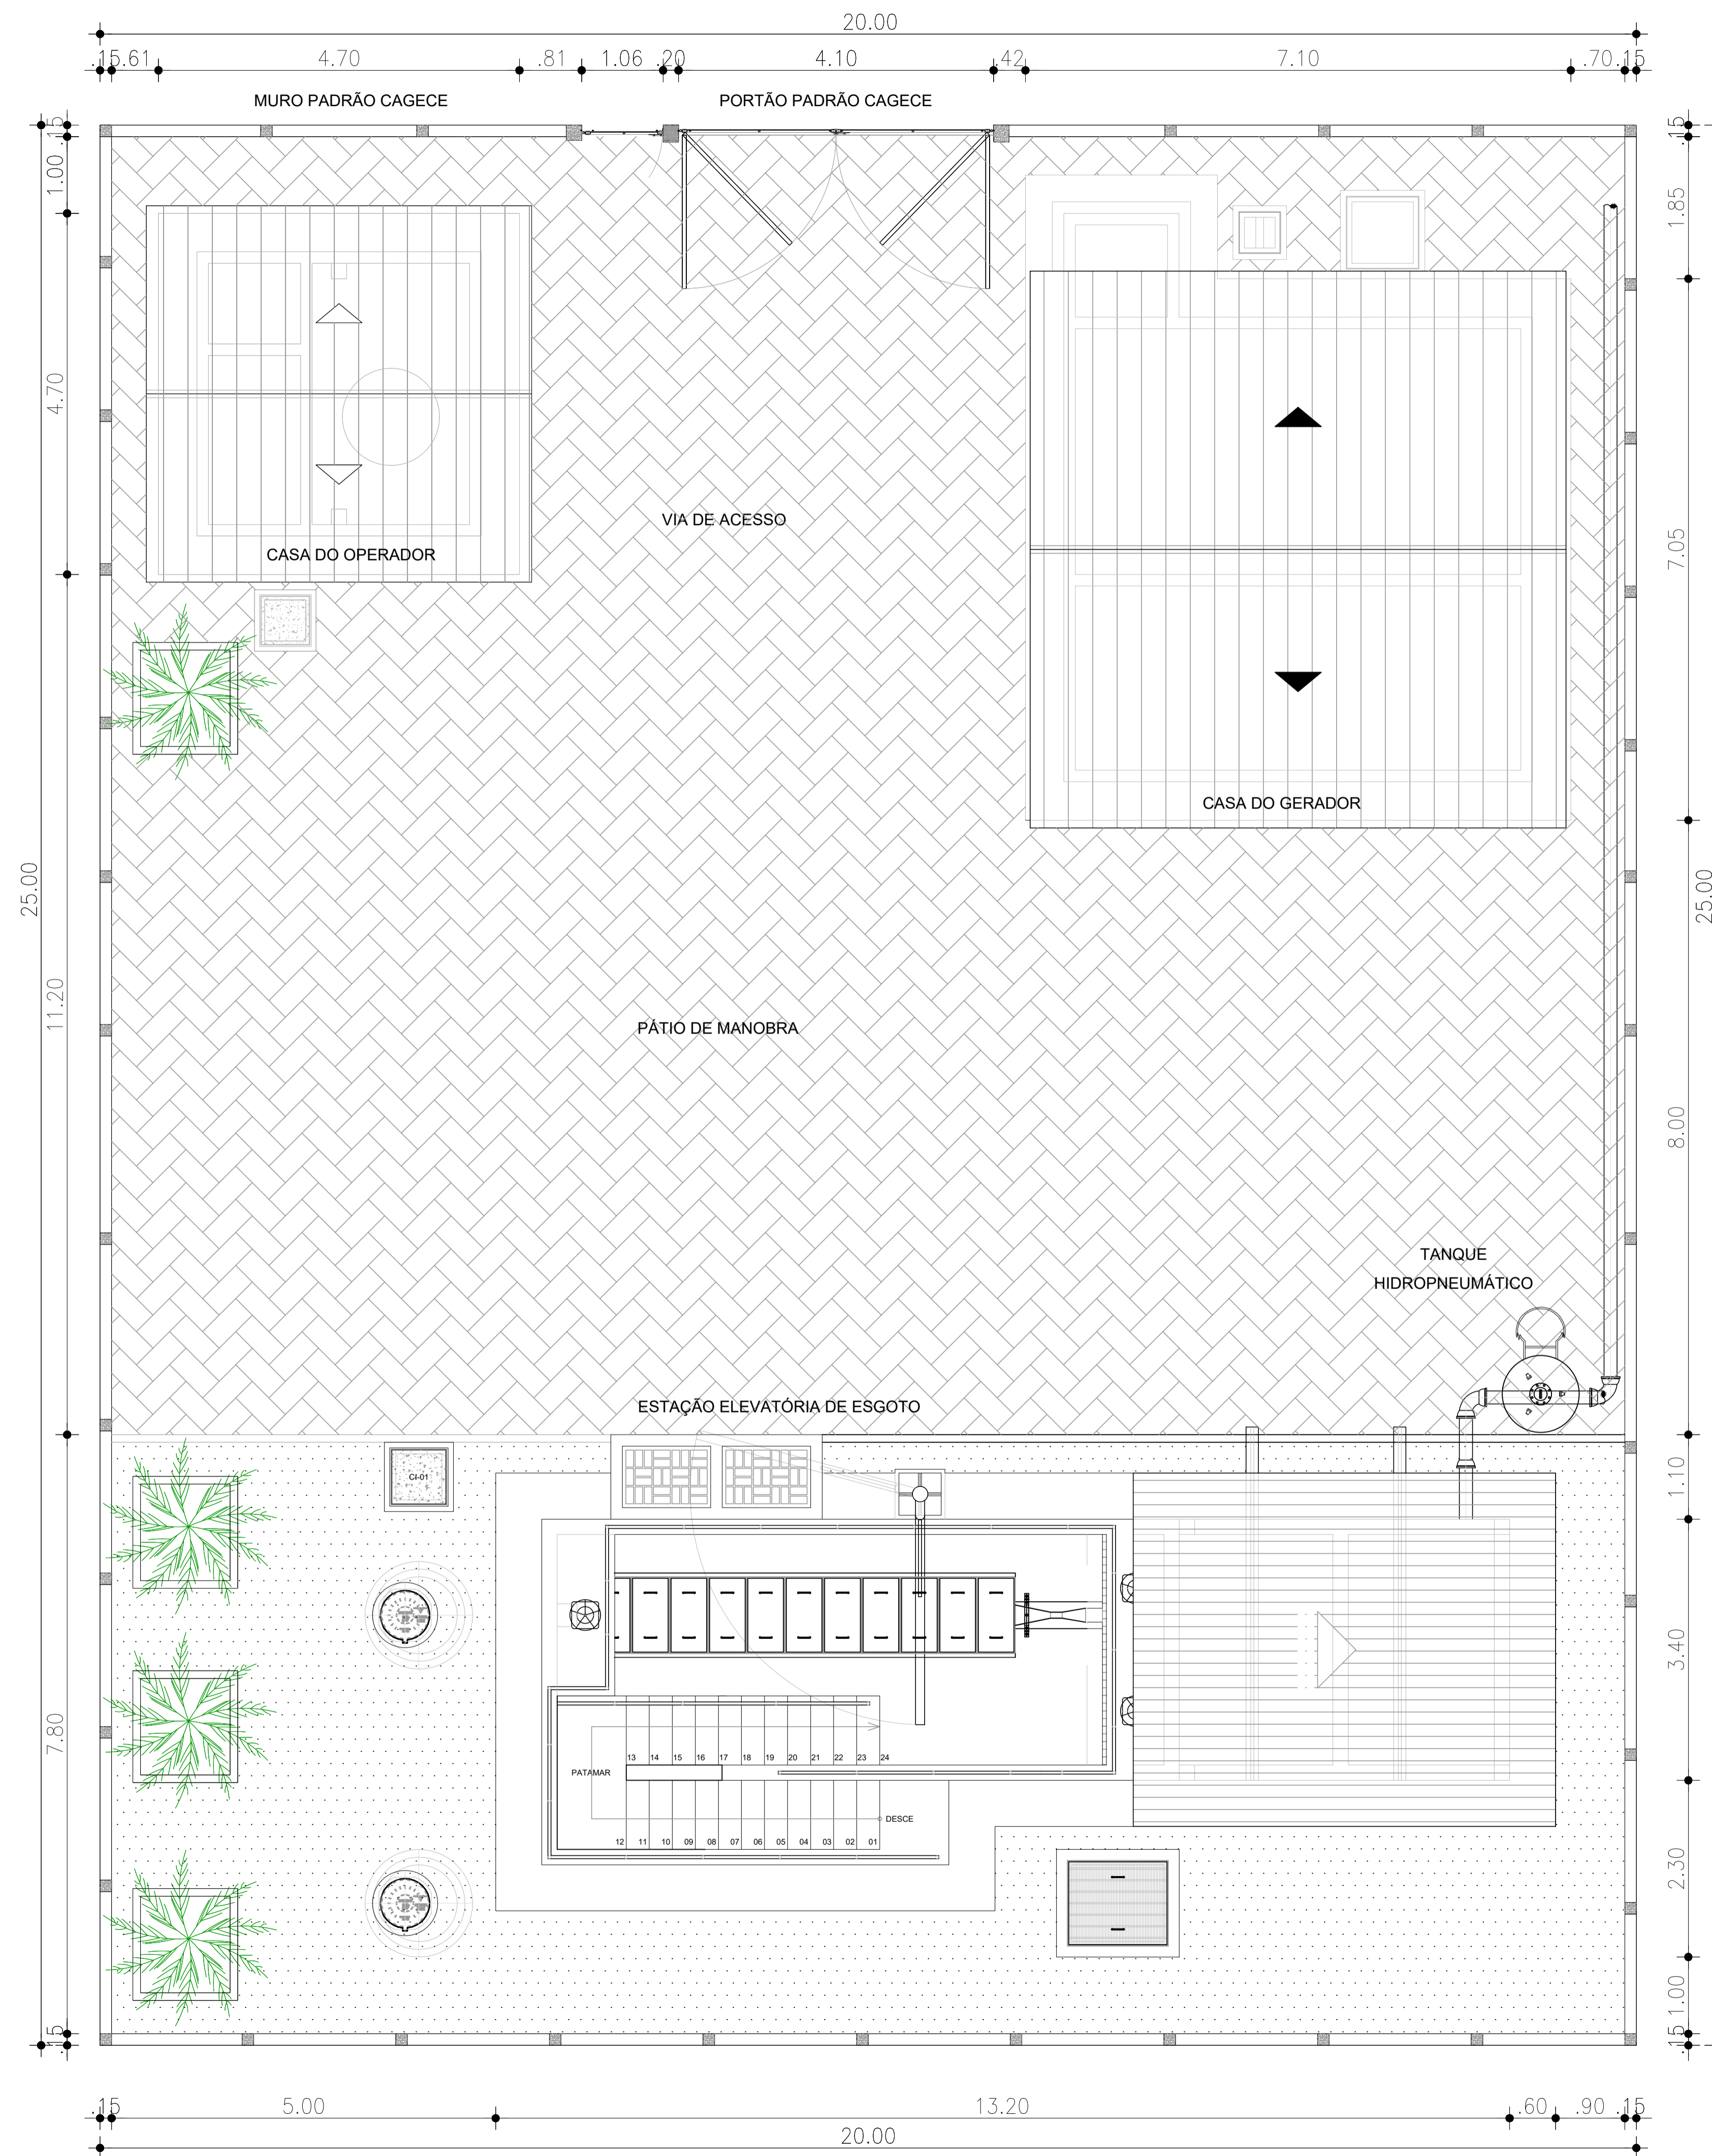 20.00
.15
.61
4.70
.81
1.06
.20
4.10
.42
7.10
.70
.15
MURO PADRÃO CAGECE
PORTÃO PADRÃO CAGECE
.15
1.00
4.70
25.00
11.20
7.80
.15
.15
1.85
7.05
25.00
8.00
1.10
3.40
2.30
1.00
.15
VIA DE ACESSO
CASA DO OPERADOR
CASA DO GERADOR
PÁTIO DE MANOBRA
TANQUE
HIDROPNEUMÁTICO
ESTAÇÃO ELEVATÓRIA DE ESGOTO
CI-01
13 14 15 16 17 18 19 20 21 22 23 24
PATAMAR
DESCE
12 11 10 09 08 07 06 05 04 03 02 01
.15
5.00
13.20
.60
.90
.15
20.00